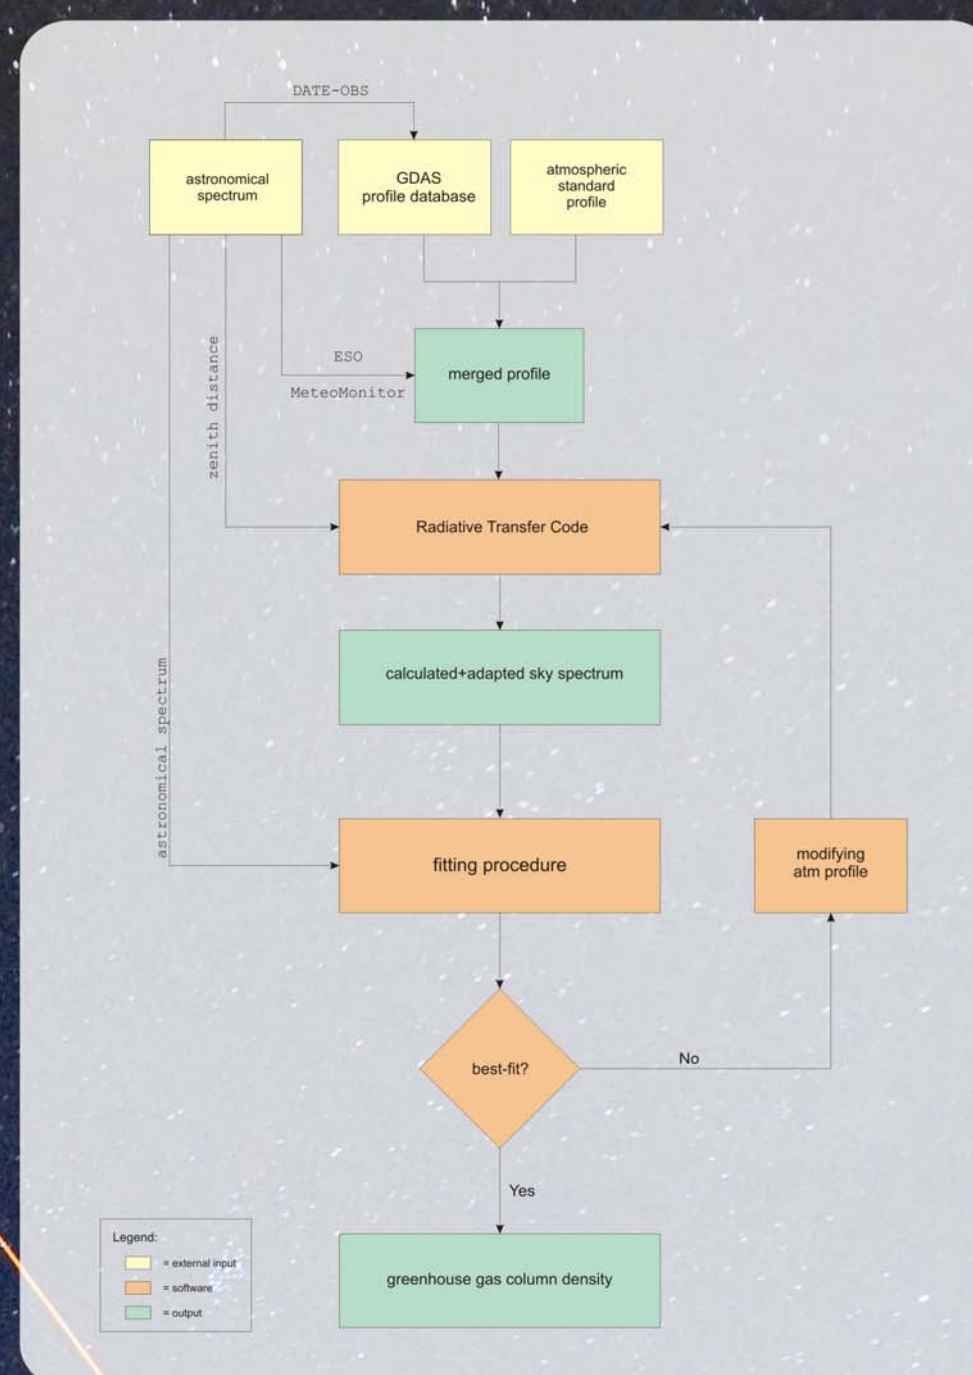 DATE-OBS
astronomical
spectrum
GDAS
profile database
atmospheric
standard
profile
zenith distance
ESO
MeteoMonitor
merged profile
Radiative Transfer Code
astronomical spectrum
calculated+adapted sky spectrum
fitting procedure
modifying
atm profile
best-fit?
No
Yes
greenhouse gas column density
Legend:
= external input
= software
= output